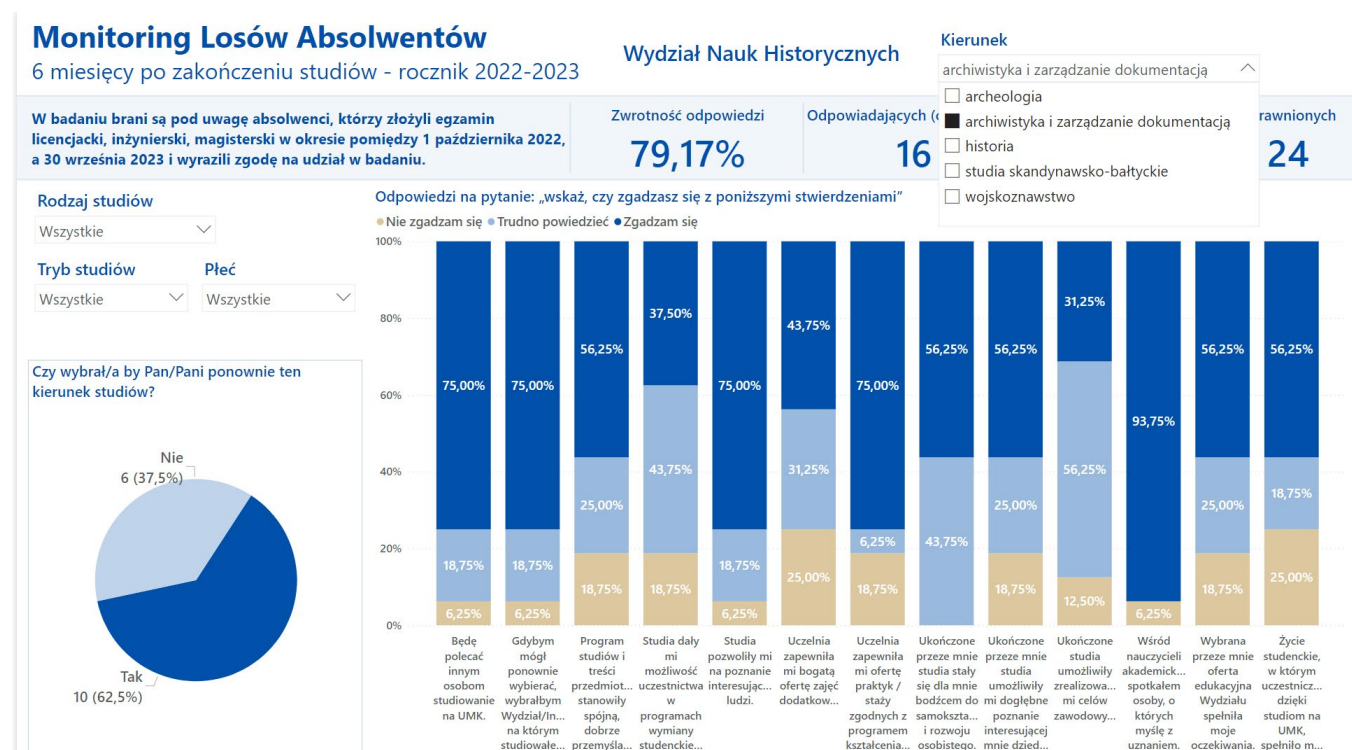 Monitoring Losów Absolwentów
6 miesięcy po zakończeniu studiów - rocznik 2022-2023
Wydział Nauk Historycznych
Kierunek
archiwistyka i zarządzanie dokumentacją
archeologia
archiwistyka i zarządzanie dokumentacją
historia
studia skandynawsko-bałtyckie
wojskoznawstwo
W badaniu brani są pod uwagę absolwenci, którzy złożyli egzamin
licencjacki, inżynierski, magisterski w okresie pomiędzy 1 października 2022,
a 30 września 2023 i wyrazili zgodę na udział w badaniu.
Zwrotność odpowiedzi
79,17%
Odpowiadających (
16
rawnionych
24
Rodzaj studiów
Wszystkie
Tryb studiów
Wszystkie
Płeć
Wszystkie
Czy wybrał/a by Pan/Pani ponownie ten
kierunek studiów?
Nie
6 (37,5%)
Tak
10 (62,5%)
Odpowiedzi na pytanie: „wskaż, czy zgadzasz się z poniższymi stwierdzeniami”
Nie zgadzam się Trudno powiedzieć Zgadzam się
100%
80%
60%
40%
20%
0%
75,00%
18,75%
6,25%
Będę
polecać
innym
osobom
studiowanie
na UMK.
75,00%
18,75%
6,25%
Gdybym
mógł
ponownie
wybierać,
wybrałbym
Wydział/In...
na którym
studiowałe...
56,25%
25,00%
18,75%
Program
studiów i
treści
przedmiot...
stanowiły
spójną,
dobrze
przemyśla...
37,50%
43,75%
18,75%
Studia dały
mi
możliwość
uczestnictwa
w
programach
wymiany
studenckie...
75,00%
18,75%
6,25%
Studia
pozwoliły mi
na poznanie
interesując...
ludzi.
43,75%
31,25%
25,00%
Uczelnia
zapewniła
mi bogatą
ofertę zajęć
dodatkow...
75,00%
6,25%
18,75%
Uczelnia
zapewniła
mi ofertę
praktyk /
staży
zgodnych z
programem
kształcenia...
56,25%
43,75%
Ukończone
przeze mnie
studia stały
się dla mnie
bodźcem do
samokszta...
i rozwoju
osobistego.
56,25%
25,00%
18,75%
Ukończone
przeze mnie
studia
umożliwiły
mi dogłębne
poznanie
interesującej
mnie dzied...
31,25%
56,25%
12,50%
Ukończone
studia
umożliwiły
zrealizowa...
mi celów
zawodowy...
93,75%
6,25%
Wśród
nauczycieli
akademick...
spotkałem
osoby, o
których
myślę z
uznaniem.
56,25%
25,00%
18,75%
Wybrana
przeze mnie
oferta
edukacyjna
Wydziału
spełniła
moje
oczekiwania.
56,25%
18,75%
25,00%
Życie
studenckie,
w którym
uczestnicz...
dzięki
studiom na
UMK,
spełniło m...